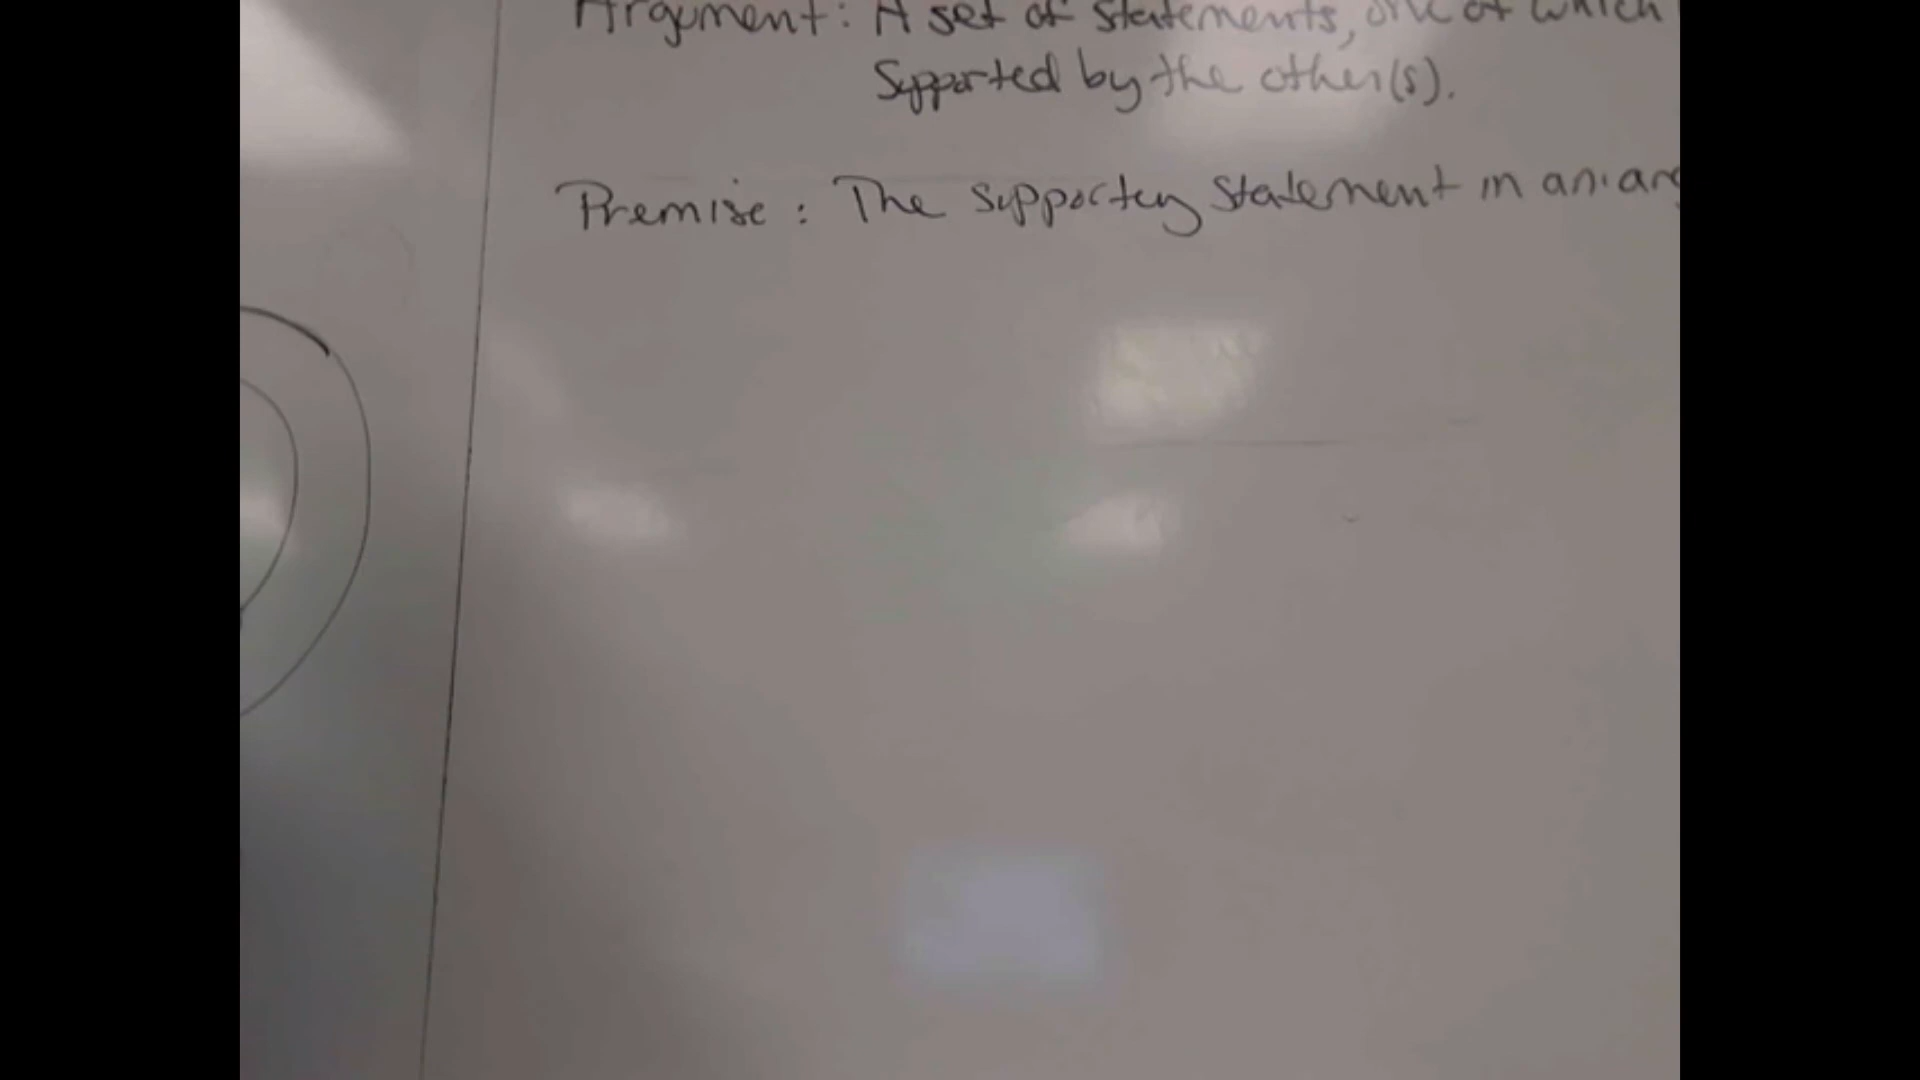 Argument: A set of statements, one of which
Supported by the other(s).
Premise: The supporting statement in an arg